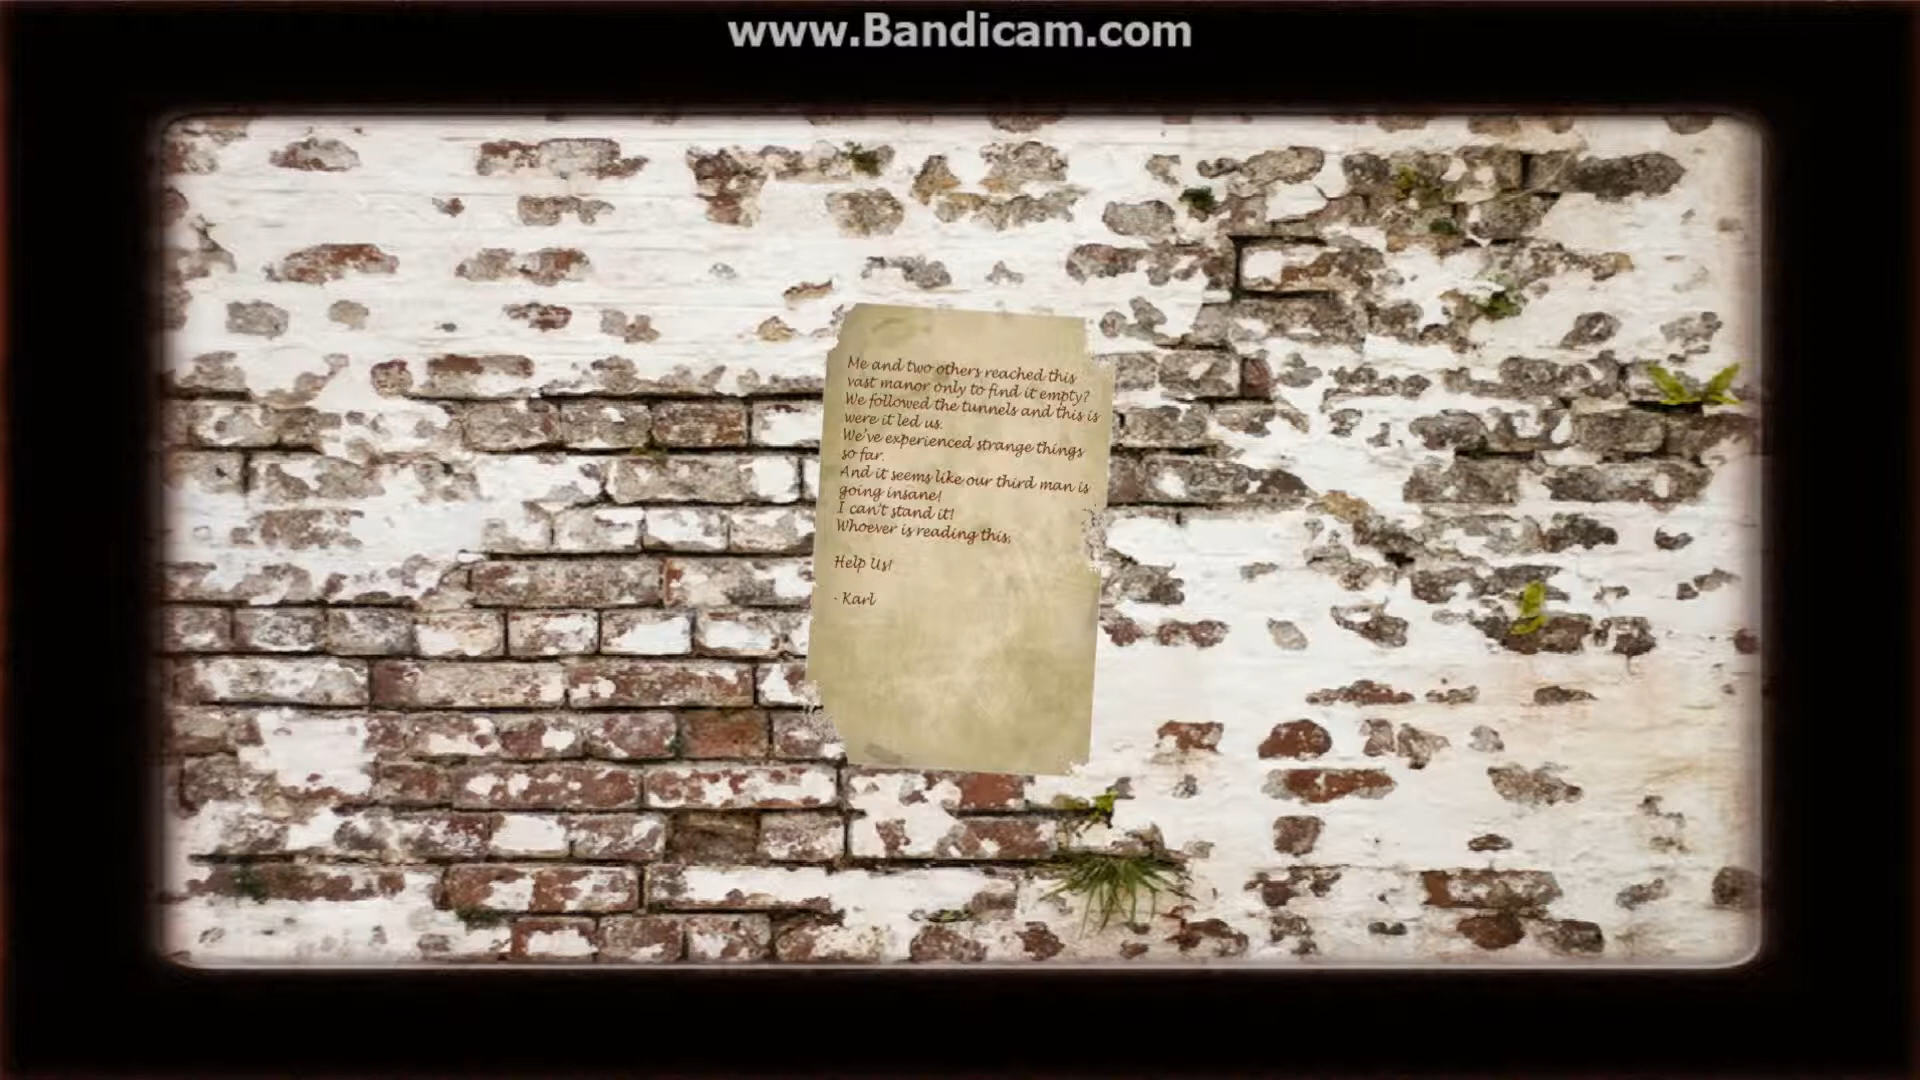 www.Bandicam.com
Me and two others reached this
vast manor only to find it empty?
We followed the tunnels and this is
were it led us.
We've experienced strange things
so far.
And it seems like our third man is
going insane!
I can't stand it!
Whoever is reading this,
Help Us!
- Karl